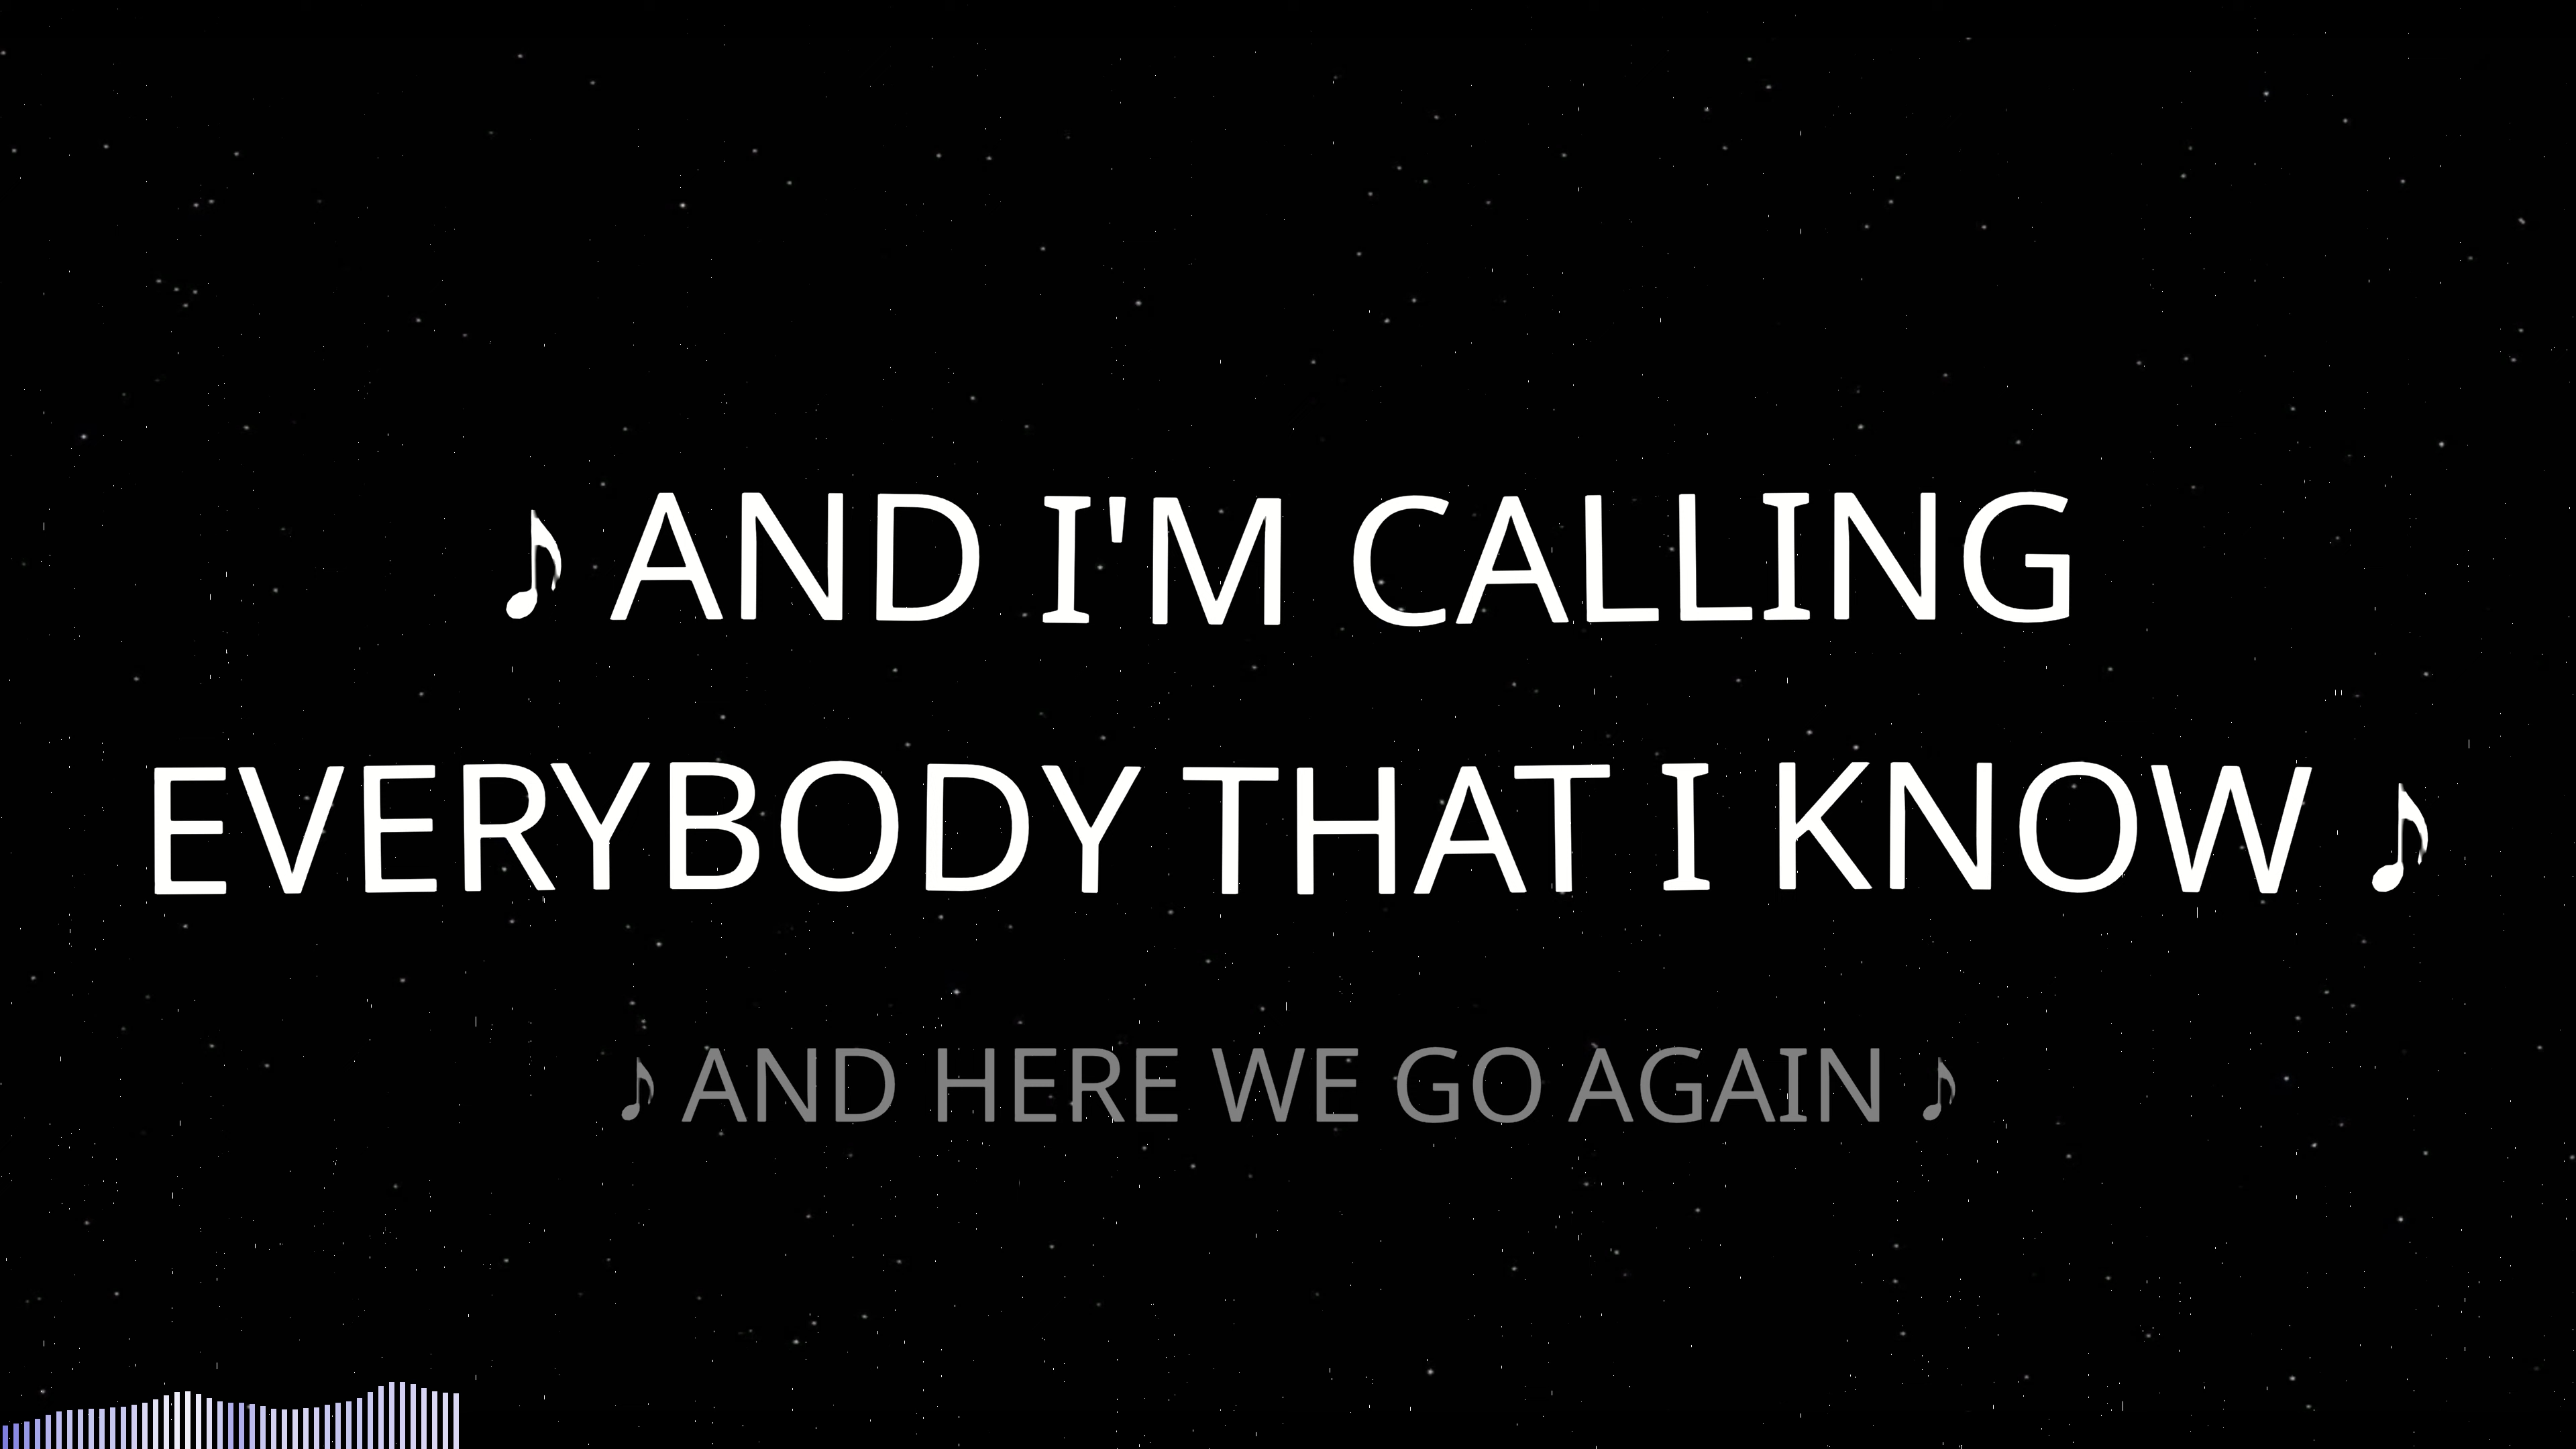 ♪ AND I'M CALLING
EVERYBODY THAT I KNOW ♪
♪ AND HERE WE GO AGAIN ♪